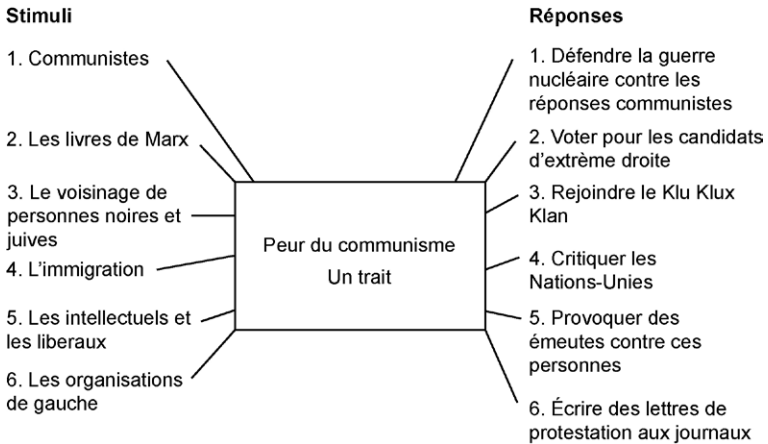 Stimuli
1. Communistes
2. Les livres de Marx
3. Le voisinage de
personnes noires et
juives
4. L'immigration
5. Les intellectuels et
les liberaux
6. Les organisations
de gauche
Peur du communisme
Un trait
Réponses
1. Défendre la guerre
nucléaire contre les
réponses communistes
2. Voter pour les candidats
d'extrème droite
3. Rejoindre le Klu Klux
Klan
4. Critiquer les
Nations-Unies
5. Provoquer des
émeutes contre ces
personnes
6. Écrire des lettres de
protestation aux journaux